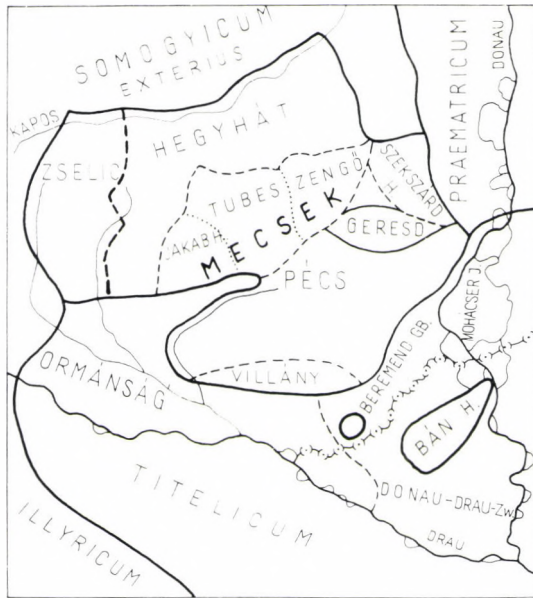 SOMOGYICUM
EXTERIUS
PRAEMATRICUM
DONAU
KAPOS
HEGYHÁT
ZSELIC
TUBES
ZENGŐ
SZEKSZÁRD
H.
JAKABH.
MECSEK
GERESD
PÉCS
MOHÁCSER J.
VILLÁNY
BEREMEND GB.
ORMÁNSÁG
BÁN H.
TITELICUM
DONAU-DRAU-ZW.
DRAU
ILLYRICUM